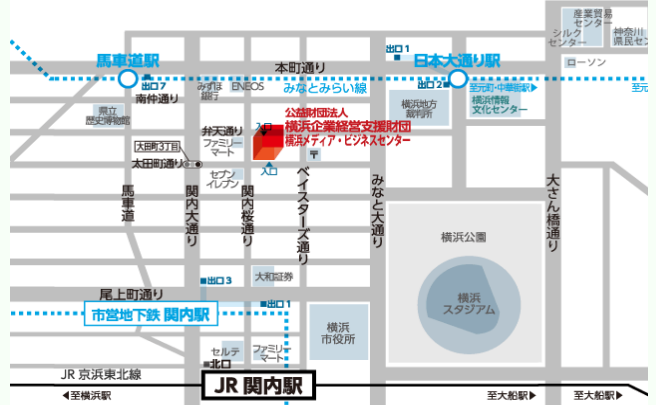 産業貿易
センター
シルク
センター
神奈川
県民セン
ローソン
馬車道駅
出口7
南仲通り
本町通り
みなとみらい線
出口1
日本大通り駅
出口2
至元町・中華街駅▶
至元
みずほ
銀行
ENEOS
県立
歴史博物館
横浜地方
裁判所
横浜情報
文化センター
弁天通り
ファミリー
マート
入口
公益財団法人
横浜企業経営支援財団
横浜メディア・ビジネスセンター
〒
太田町3丁目
太田町通り
セブン
イレブン
入口
馬車道
関内大通り
関内桜通り
ベイスターズ通り
みなと大通り
大さん橋通り
横浜公園
横浜
スタジアム
出口3
大和証券
尾上町通り
出口1
市営地下鉄 関内駅
横浜
市役所
セルテ
ファミリー
マート
北口
JR 京浜東北線
JR 関内駅
◀至横浜駅
至大船駅▶
至大船駅▶